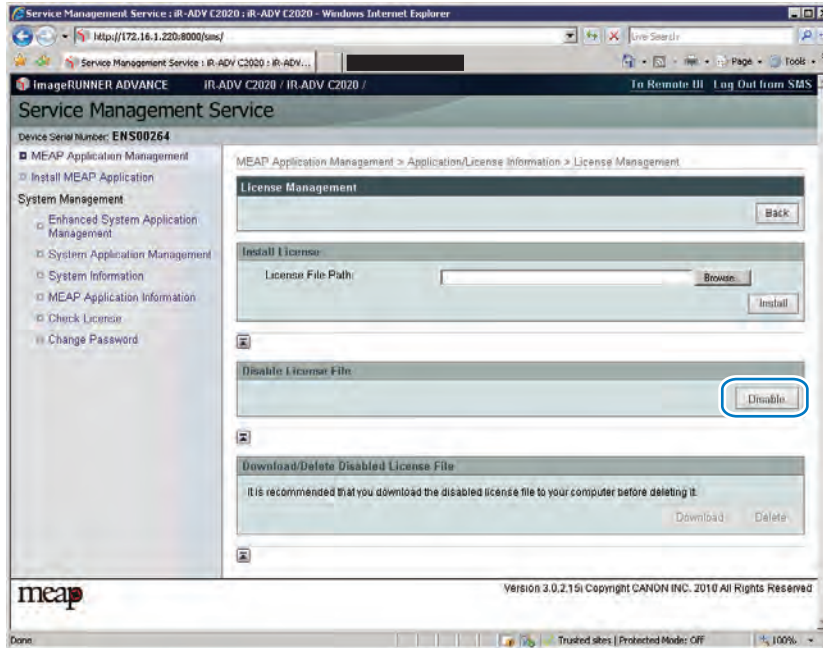 Service Management Service : iR-ADV C2020 : iR-ADV C2020 - Windows Internet Explorer
http://172.16.1.220:8000/sms/
Live Search
Service Management Service : iR-ADV C2020 : iR-ADV...
Page
Tools
imageRUNNER ADVANCE
iR-ADV C2020 / iR-ADV C2020 /
To Remote UI
Log Out from SMS
Service Management Service
Device Serial Number: ENS00264
MEAP Application Management
Install MEAP Application
System Management
Enhanced System Application
Management
System Application Management
System Information
MEAP Application Information
Check License
Change Password
MEAP Application Management > Application/License Information > License Management
License Management
Back
Install License
License File Path:
Browse...
Install
Disable License File
Disable
Download/Delete Disabled License File
It is recommended that you download the disabled license file to your computer before deleting it.
Download
Delete
meap
Version 3.0.2.15i Copyright CANON INC. 2010 All Rights Reserved
Done
Trusted sites | Protected Mode: Off
100%